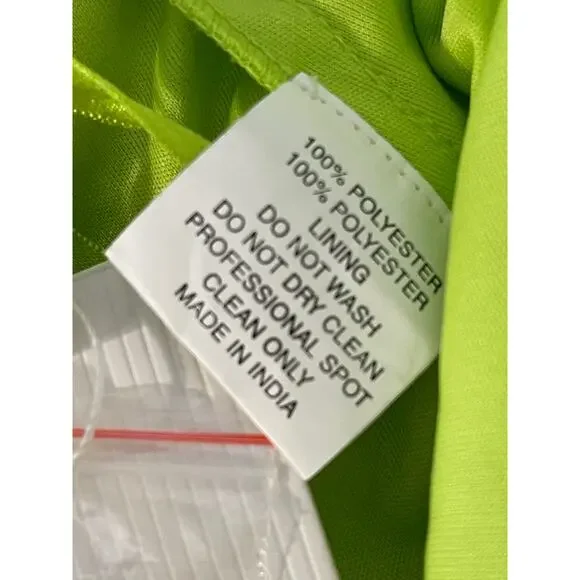 100% POLYESTER
100% POLYESTER
LINING
DO NOT WASH
DO NOT DRY CLEAN
PROFESSIONAL SPOT
CLEAN ONLY
MADE IN INDIA